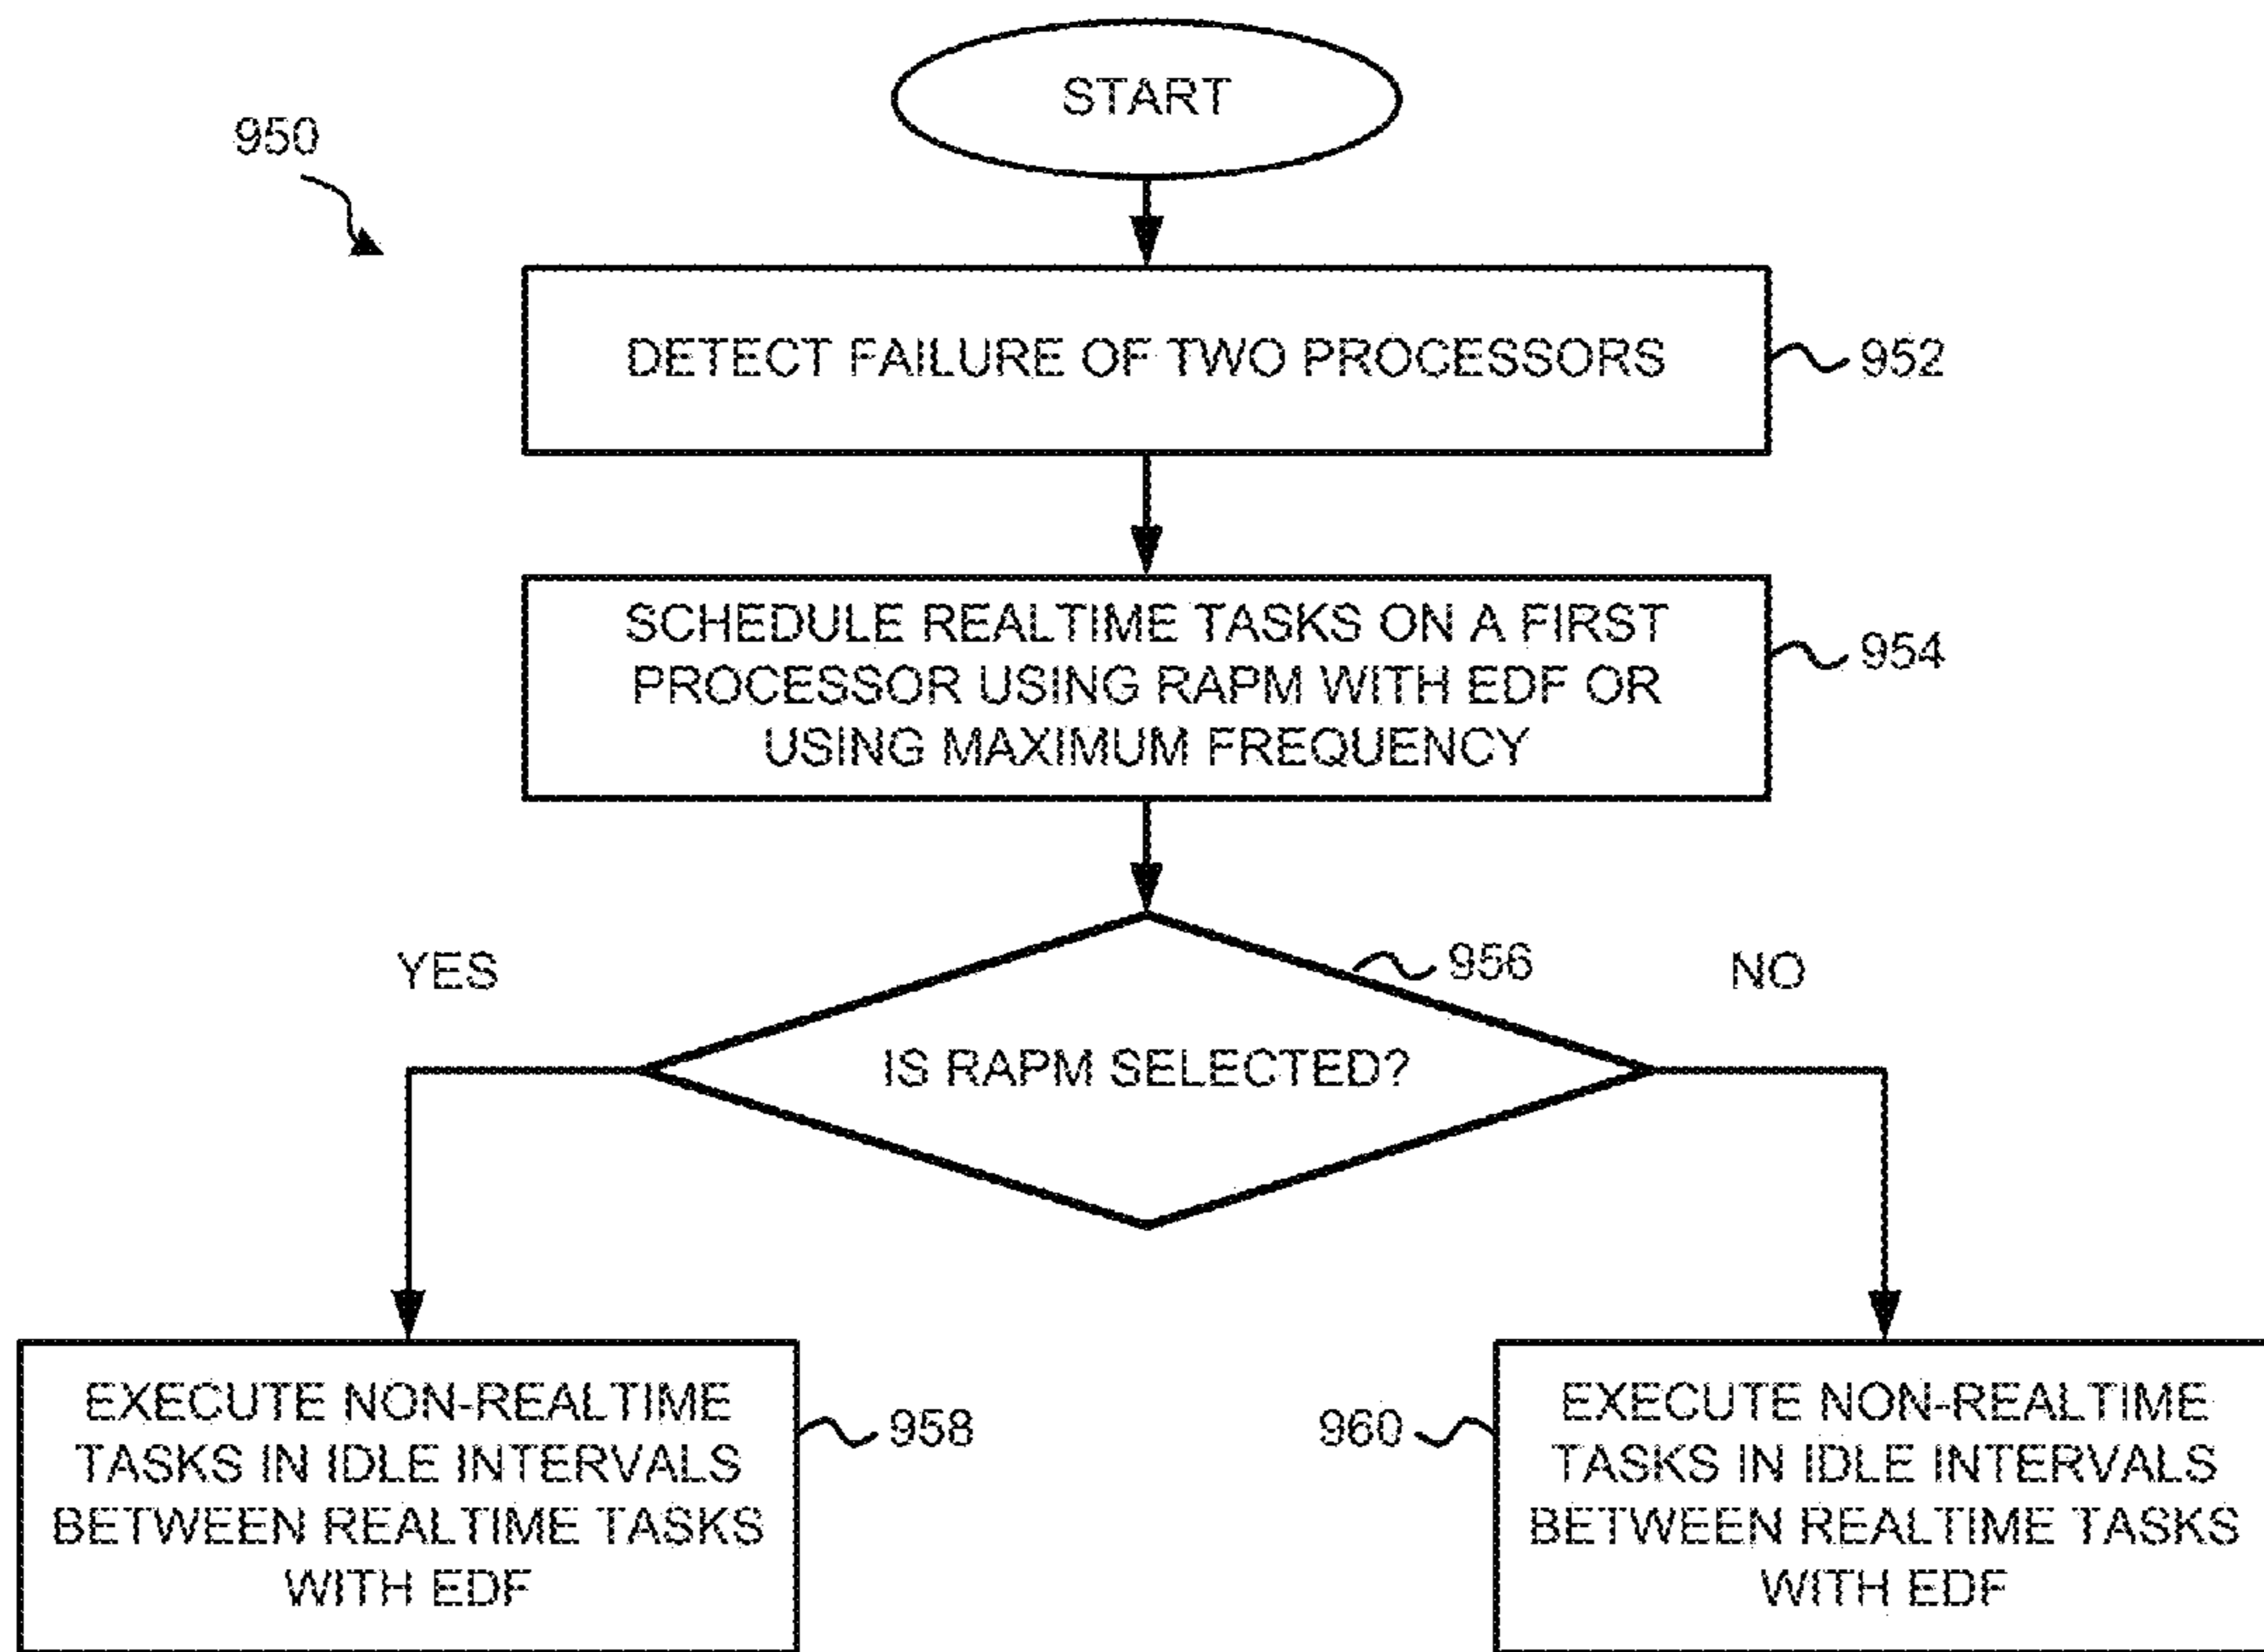 START
950
DETECT FAILURE OF TWO PROCESSORS
952
SCHEDULE REALTIME TASKS ON A FIRST
PROCESSOR USING RAPM WITH EDF OR
USING MAXIMUM FREQUENCY
954
YES
956
NO
IS RAPM SELECTED?
EXECUTE NON-REALTIME
TASKS IN IDLE INTERVALS
BETWEEN REALTIME TASKS
WITH EDF
958
960
EXECUTE NON-REALTIME
TASKS IN IDLE INTERVALS
BETWEEN REALTIME TASKS
WITH EDF